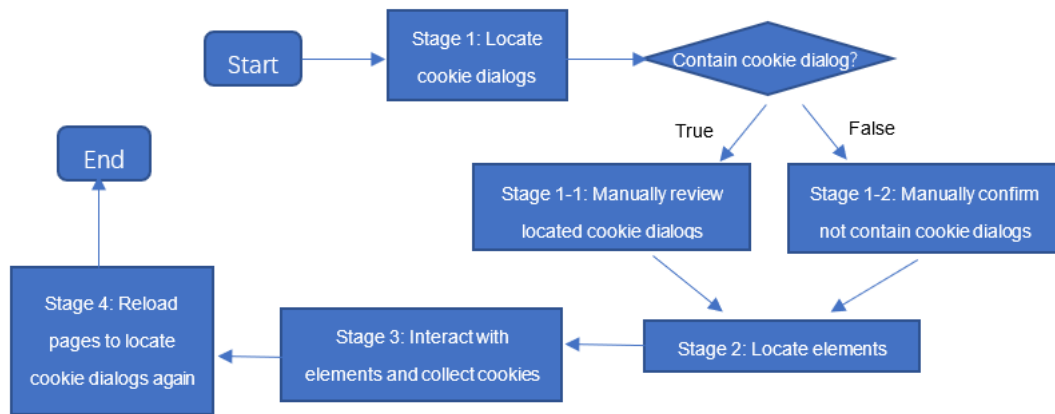 Start
Stage 1: Locate
cookie dialogs
Contain cookie dialog?
True
False
Stage 1-1: Manually review
located cookie dialogs
Stage 1-2: Manually confirm
not contain cookie dialogs
Stage 2: Locate elements
Stage 3: Interact with
elements and collect cookies
Stage 4: Reload
pages to locate
cookie dialogs again
End